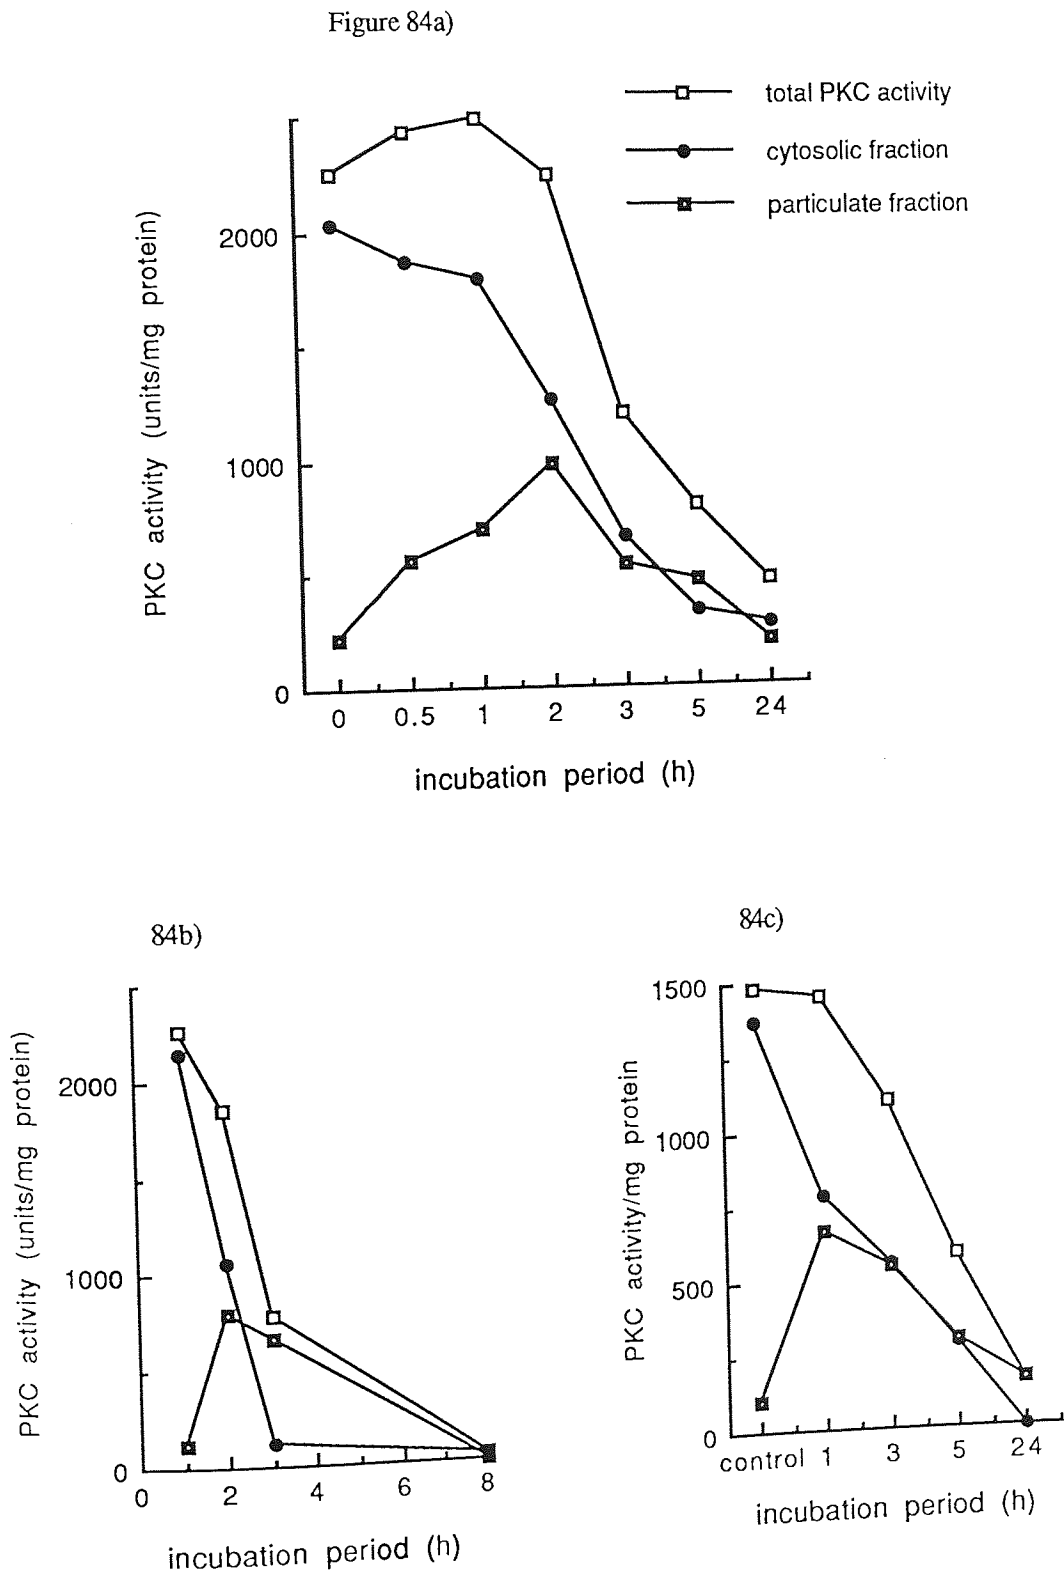 Figure 84a)
total PKC activity
cytosolic fraction
particulate fraction
PKC activity (units/mg protein)
2000
1000
0
0 0.5 1 2 3 5 24
incubation period (h)
84b)
PKC activity (units/mg protein)
2000
1000
0
0 2 4 6 8
incubation period (h)
84c)
PKC activity/mg protein
1500
1000
500
0
control 1 3 5 24
incubation period (h)